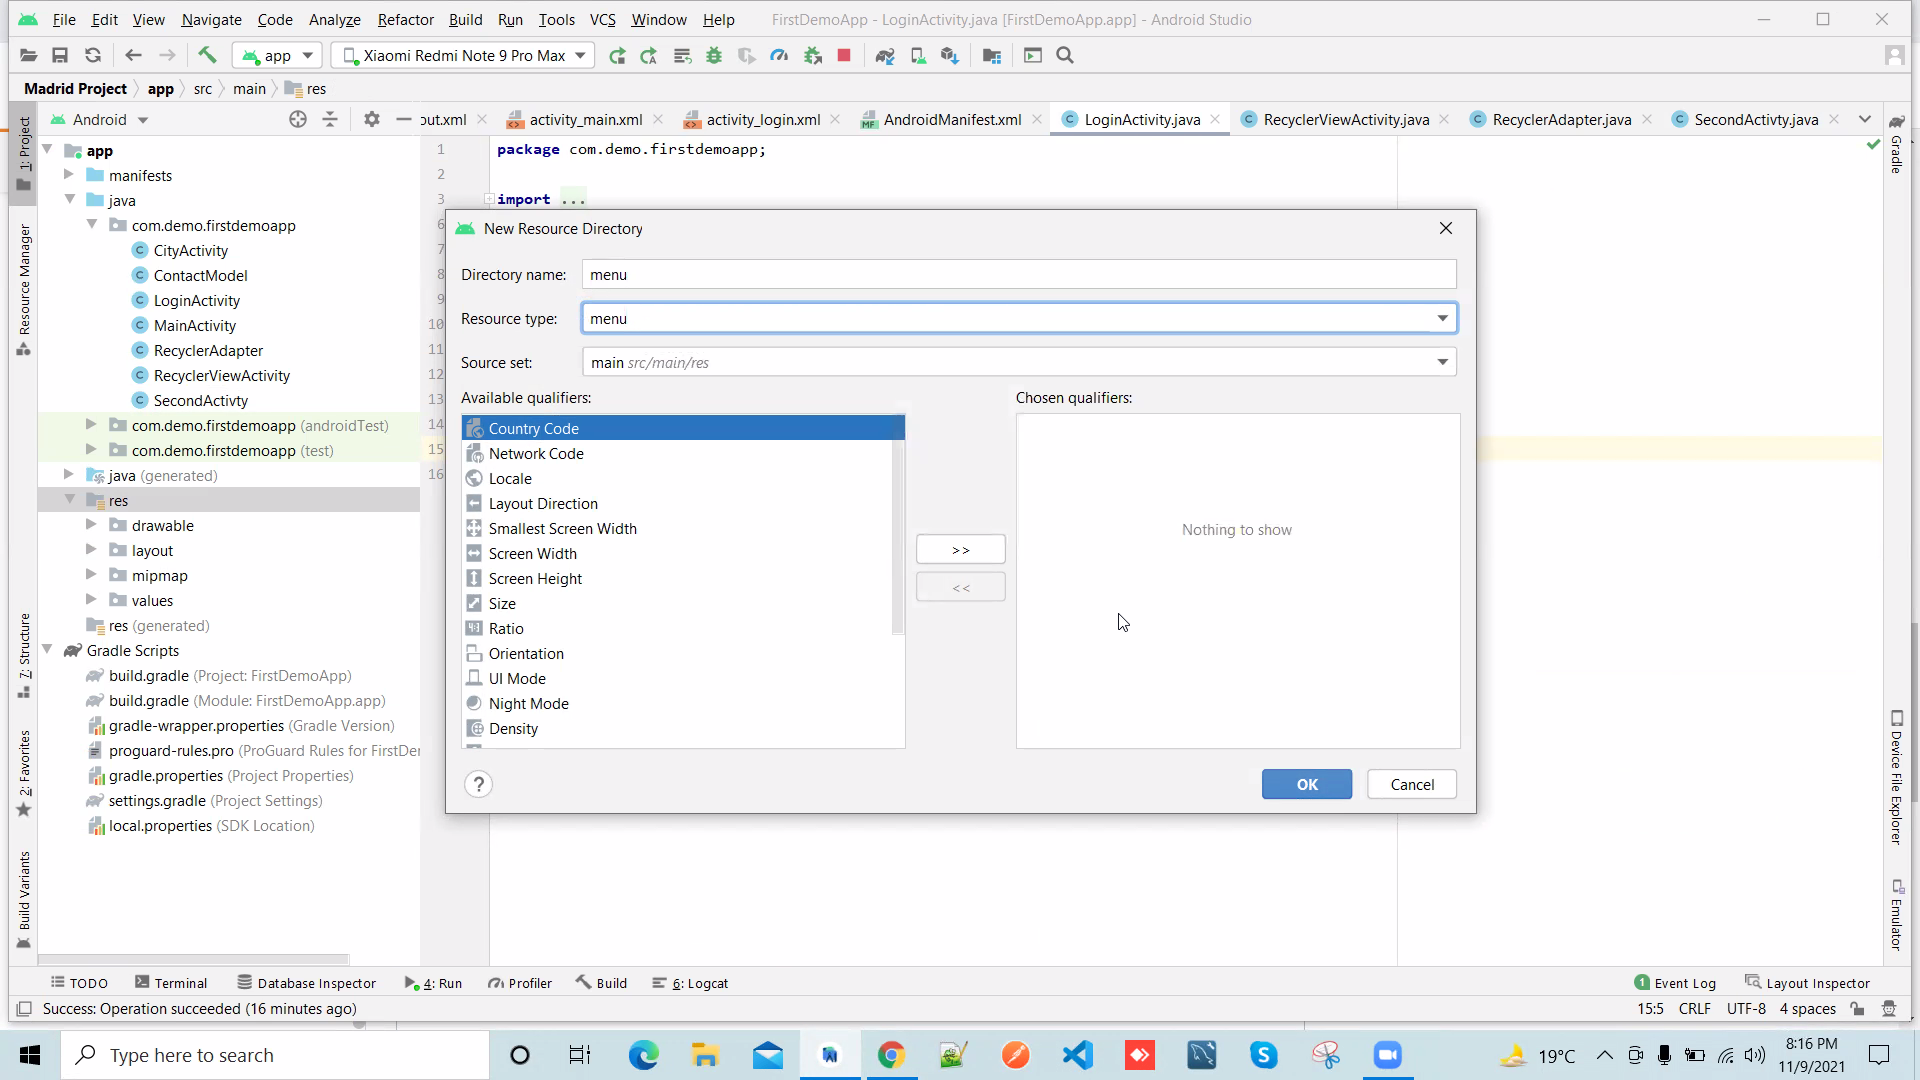 File Edit View Navigate Code Analyze Refactor Build Run Tools VCS Window Help FirstDemoApp - LoginActivity.java [FirstDemoApp.app] - Android Studio
app Xiaomi Redmi Note 9 Pro Max
Madrid Project app src main res
Android out.xml activity_main.xml activity_login.xml AndroidManifest.xml LoginActivity.java RecyclerViewActivity.java RecyclerAdapter.java SecondActivty.java
1: Project
Resource Manager
7: Structure
2: Favorites
Build Variants
app
manifests
java
com.demo.firstdemoapp
CityActivity
ContactModel
LoginActivity
MainActivity
RecyclerAdapter
RecyclerViewActivity
SecondActivty
com.demo.firstdemoapp (androidTest)
com.demo.firstdemoapp (test)
java (generated)
res
drawable
layout
mipmap
values
res (generated)
Gradle Scripts
build.gradle (Project: FirstDemoApp)
build.gradle (Module: FirstDemoApp.app)
gradle-wrapper.properties (Gradle Version)
proguard-rules.pro (ProGuard Rules for FirstDer
gradle.properties (Project Properties)
settings.gradle (Project Settings)
local.properties (SDK Location)
1 package com.demo.firstdemoapp;
2
3 import ...
6
7
8
9
10
11
12
13
14
15
16
New Resource Directory
Directory name: menu
Resource type: menu
Source set: main src/main/res
Available qualifiers:
Country Code
Network Code
Locale
Layout Direction
Smallest Screen Width
Screen Width
Screen Height
Size
Ratio
Orientation
UI Mode
Night Mode
Density
>>
<<
Chosen qualifiers:
Nothing to show
? OK Cancel
Gradle
Device File Explorer
Emulator
TODO Terminal Database Inspector 4: Run Profiler Build 6: Logcat 1 Event Log Layout Inspector
Success: Operation succeeded (16 minutes ago) 15:5 CRLF UTF-8 4 spaces
Type here to search 19°C 8:16 PM
11/9/2021